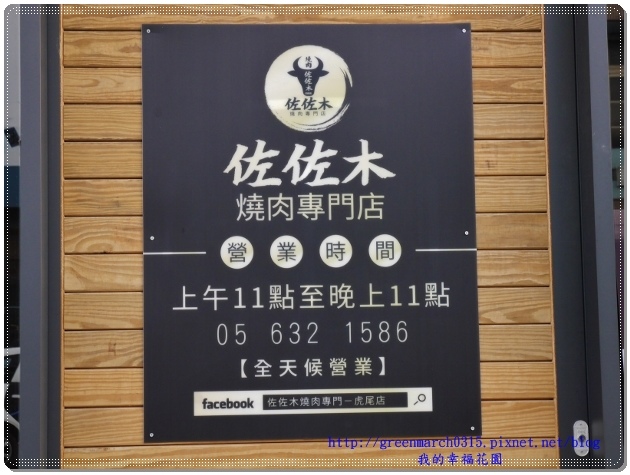 燒肉
佐佐木
佐佐木
燒肉專門店
佐佐木
燒肉專門店
營業時間
上午11點至晚上11點
05 632 1586
【全天候營業】
facebook 佐佐木燒肉專門－虎尾店
http://greenmarch0315.pixnet.net/blog
我的幸福花園